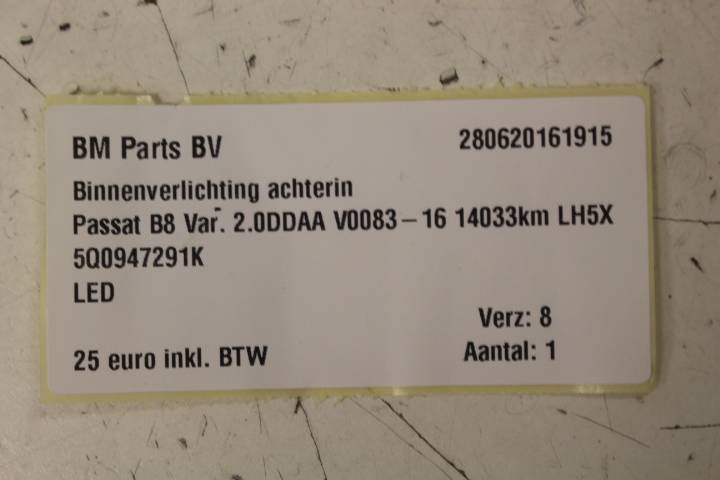 BM Parts BV 280620161915
Binnenverlichting achterin
Passat B8 Var. 2.0DDAA V0083-16 14033km LH5X
5Q0947291K
LED
Verz: 8
25 euro inkl. BTW Aantal: 1